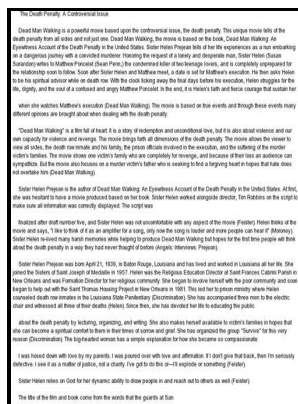 The Death Penalty: A Controversial Issue
Dead Man Walking is a powerful movie based upon the controversial issue, the death penalty. This unique movie tells of the
death penalty from all sides and not just one. Dead Man Walking, the movie is based on the book, Dead Man Walking: An
Eyewitness Account of the Death Penalty in the United States. Sister Helen Prejean tells of her life experiences as a nun embarking
on a dangerous journey with a convicted murderer. Honoring the request of a lonely and desperate man, Sister Helen (Susan
Sarandon) writes to Matthew Poncelet (Sean Penn,) the condemned killer of two teenage lovers, and is completely unprepared for
the relationship soon to follow. Soon after Sister Helen and Matthew meet, a date is set for Matthew's execution. He then asks Helen
to be his spiritual advisor while on death row. With the clock ticking away the final days before his execution, Helen struggles for the
life, dignity, and the soul of a confused and angry Matthew Poncelet. In the end, it is Helen's faith and fierce courage that sustain her
when she watches Matthew's execution (Dead Man Walking). The movie is based on true events and through these events many
different opinions are brought about when dealing with the death penalty.
"Dead Man Walking" is a film full of heart; it is a story of redemption and unconditional love, but it is also about violence and our
own capacity for violence and revenge. The movie brings forth all dimensions of the death penalty. The movie allows the viewer to
view all sides, the death row inmate and his family, the prison officials involved in the execution, and the suffering of the murder
victim's families. The movie shows one victim's family who are completely for revenge, and because of their loss an audience can
sympathize. But the movie also focuses on a murder victim's father who is seeking to find a forgiving heart in hopes that hate does
not overtake him (Dead Man Walking).
Sister Helen Prejean is the author of Dead Man Walking: An Eyewitness Account of the Death Penalty in the United States. At first,
she was hesitant to have a movie produced based on her book. Sister Helen worked alongside director, Tim Robbins on the script to
make sure all information was correctly displayed. The script was
finalized after draft number five, and Sister Helen was not uncomfortable with any aspect of the movie (Feister). Helen thinks of the
movie and says, "I like to think of it as an amplifier for a song, only now the song is louder and more people can hear it" (Mooney).
Sister Helen re-lived many harsh memories while helping to produce Dead Man Walking but hopes for the first time people will think
about the death penalty in a way they had never thought of before (Angels: Interviews: Prejean).
Sister Helen Prejean was born April 21, 1939, in Baton Rouge, Louisiana and has lived and worked in Louisiana all her life. She
joined the Sisters of Saint Joseph of Medaille in 1957. Helen was the Religious Education Director at Saint Frances Cabrini Parish in
New Orleans and was Formation Director for her religious community. She began to involve herself with the poor community and soon
began to help out with the Saint Thomas Housing Project in New Orleans in 1981. This led her to prison ministry where Helen
counseled death row inmates in the Louisiana State Penitentiary (Discrimination). She has accompanied three men to the electric
chair and witnessed all three of their deaths (Helen). Since then, she has devoted her life to educating the public
about the death penalty by lecturing, organizing, and writing. She also makes herself available to victim's families in hopes that
she can become a spiritual comfort to them in their times of sorrow and grief. She has organized the group "Survive" for this very
reason (Discrimination). The big-hearted woman has a simple explanation for how she became so compassionate:
I was hosed down with love by my parents. I was poured over with love and affirmation. If I don't give that back, then I'm seriously
defective. I see it as a matter of justice, not a charity. I've got to do this or—I'll explode or something (Feister).
Sister Helen relies on God for her dynamic ability to draw people in and reach out to others as well (Feister).
The title of the film and book come from the words that the guards at San